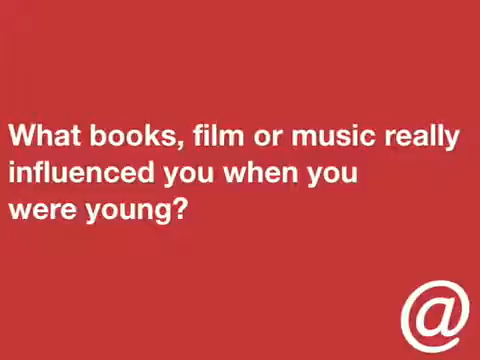 What books, film or music really
influenced you when you
were young?
@